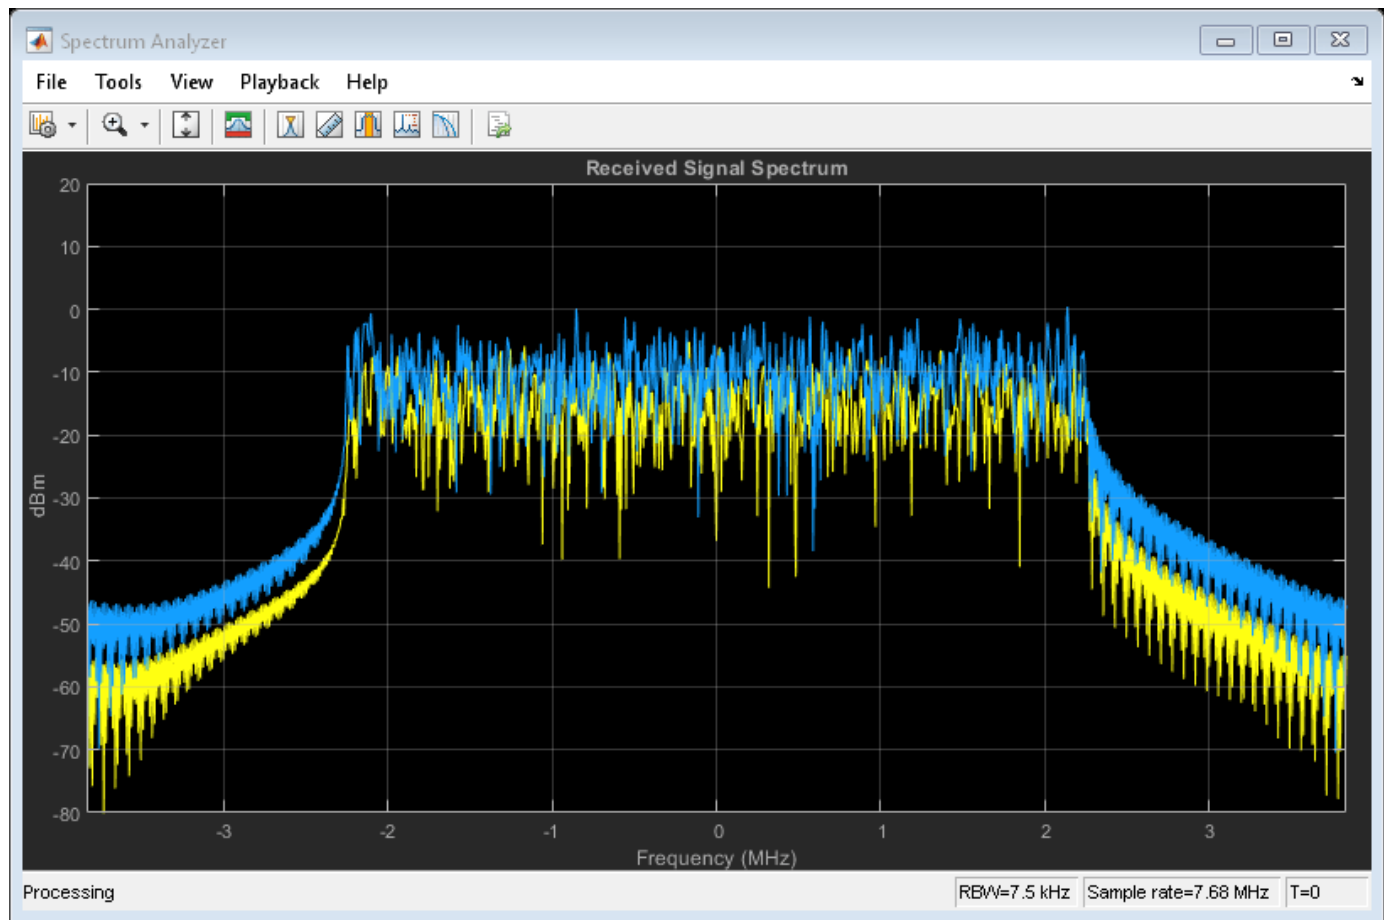 Spectrum Analyzer
File Tools View Playback Help
Received Signal Spectrum
20
10
0
-10
-20
-30
-40
-50
-60
-70
-80
dBm
-3 -2 -1 0 1 2 3
Frequency (MHz)
Processing RBW=7.5 kHz Sample rate=7.68 MHz T=0